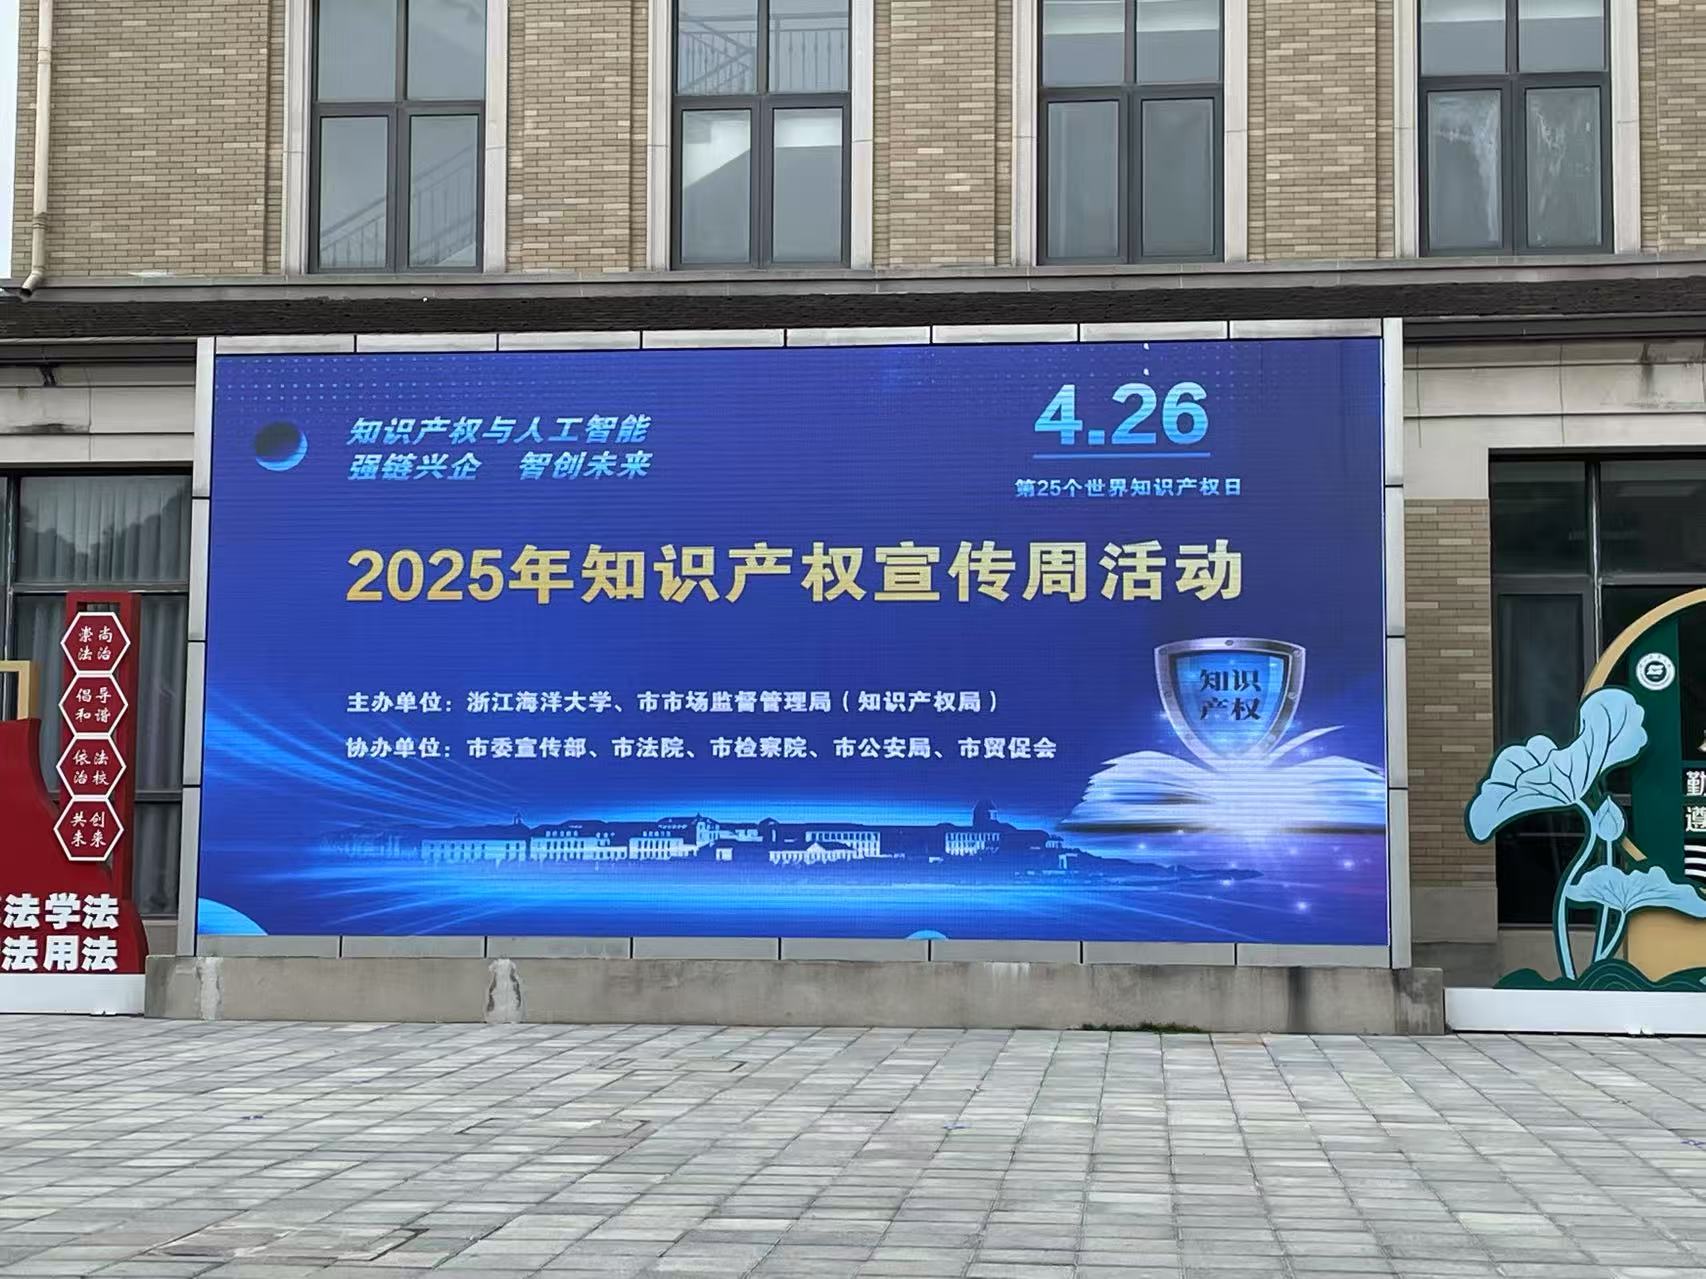 知识产权与人工智能
强链兴企 智创未来
4.26
第25个世界知识产权日
2025年知识产权宣传周活动
主办单位：浙江海洋大学、市市场监督管理局（知识产权局）
协办单位：市委宣传部、市法院、市检察院、市公安局、市贸促会
知识
产权
崇尚
法治
倡导
和谐
依法
治校
共创
未来
法学法
法用法
勤
遵